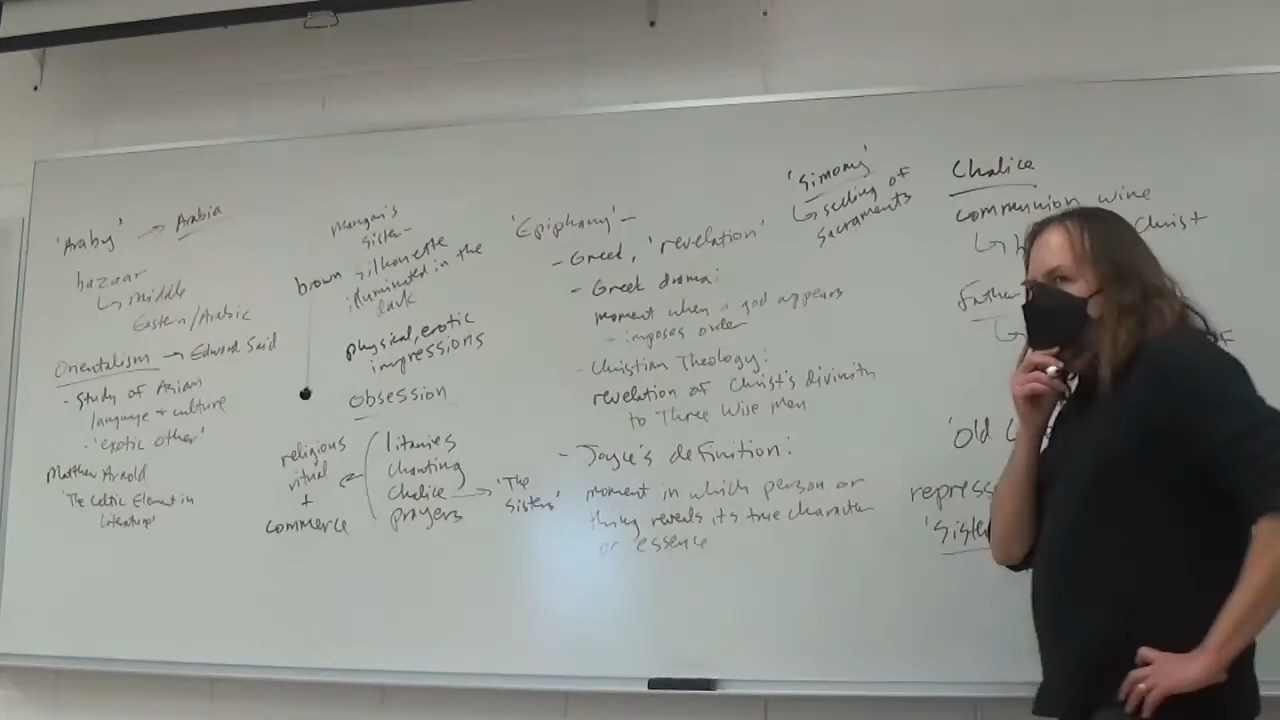 'Araby' → Arabia
bazaar
↳ Middle
Eastern/Arabic
Orientalism → Edward Said
- Study of Asian
language + culture
- 'exotic other'
Matthew Arnold
'The Celtic Element in
Literature'
Mangan's
sister -
brown silhouette
illuminated in the
dark
physical, erotic
impressions
obsession
religious
ritual
+
commerce
litanies
chanting
chalice → 'The
Sisters'
prayers
'Epiphany' -
- Greek, 'revelation'
- Greek drama:
moment when a god appears
- imposes order
- Christian Theology:
revelation of Christ's divinity
to Three Wise Men
- Joyce's definition:
moment in which person or
thing reveals its true character
or essence
'Simony'
↳ selling of
sacraments
Chalice
communion wine
Christ
Father
of
'Old